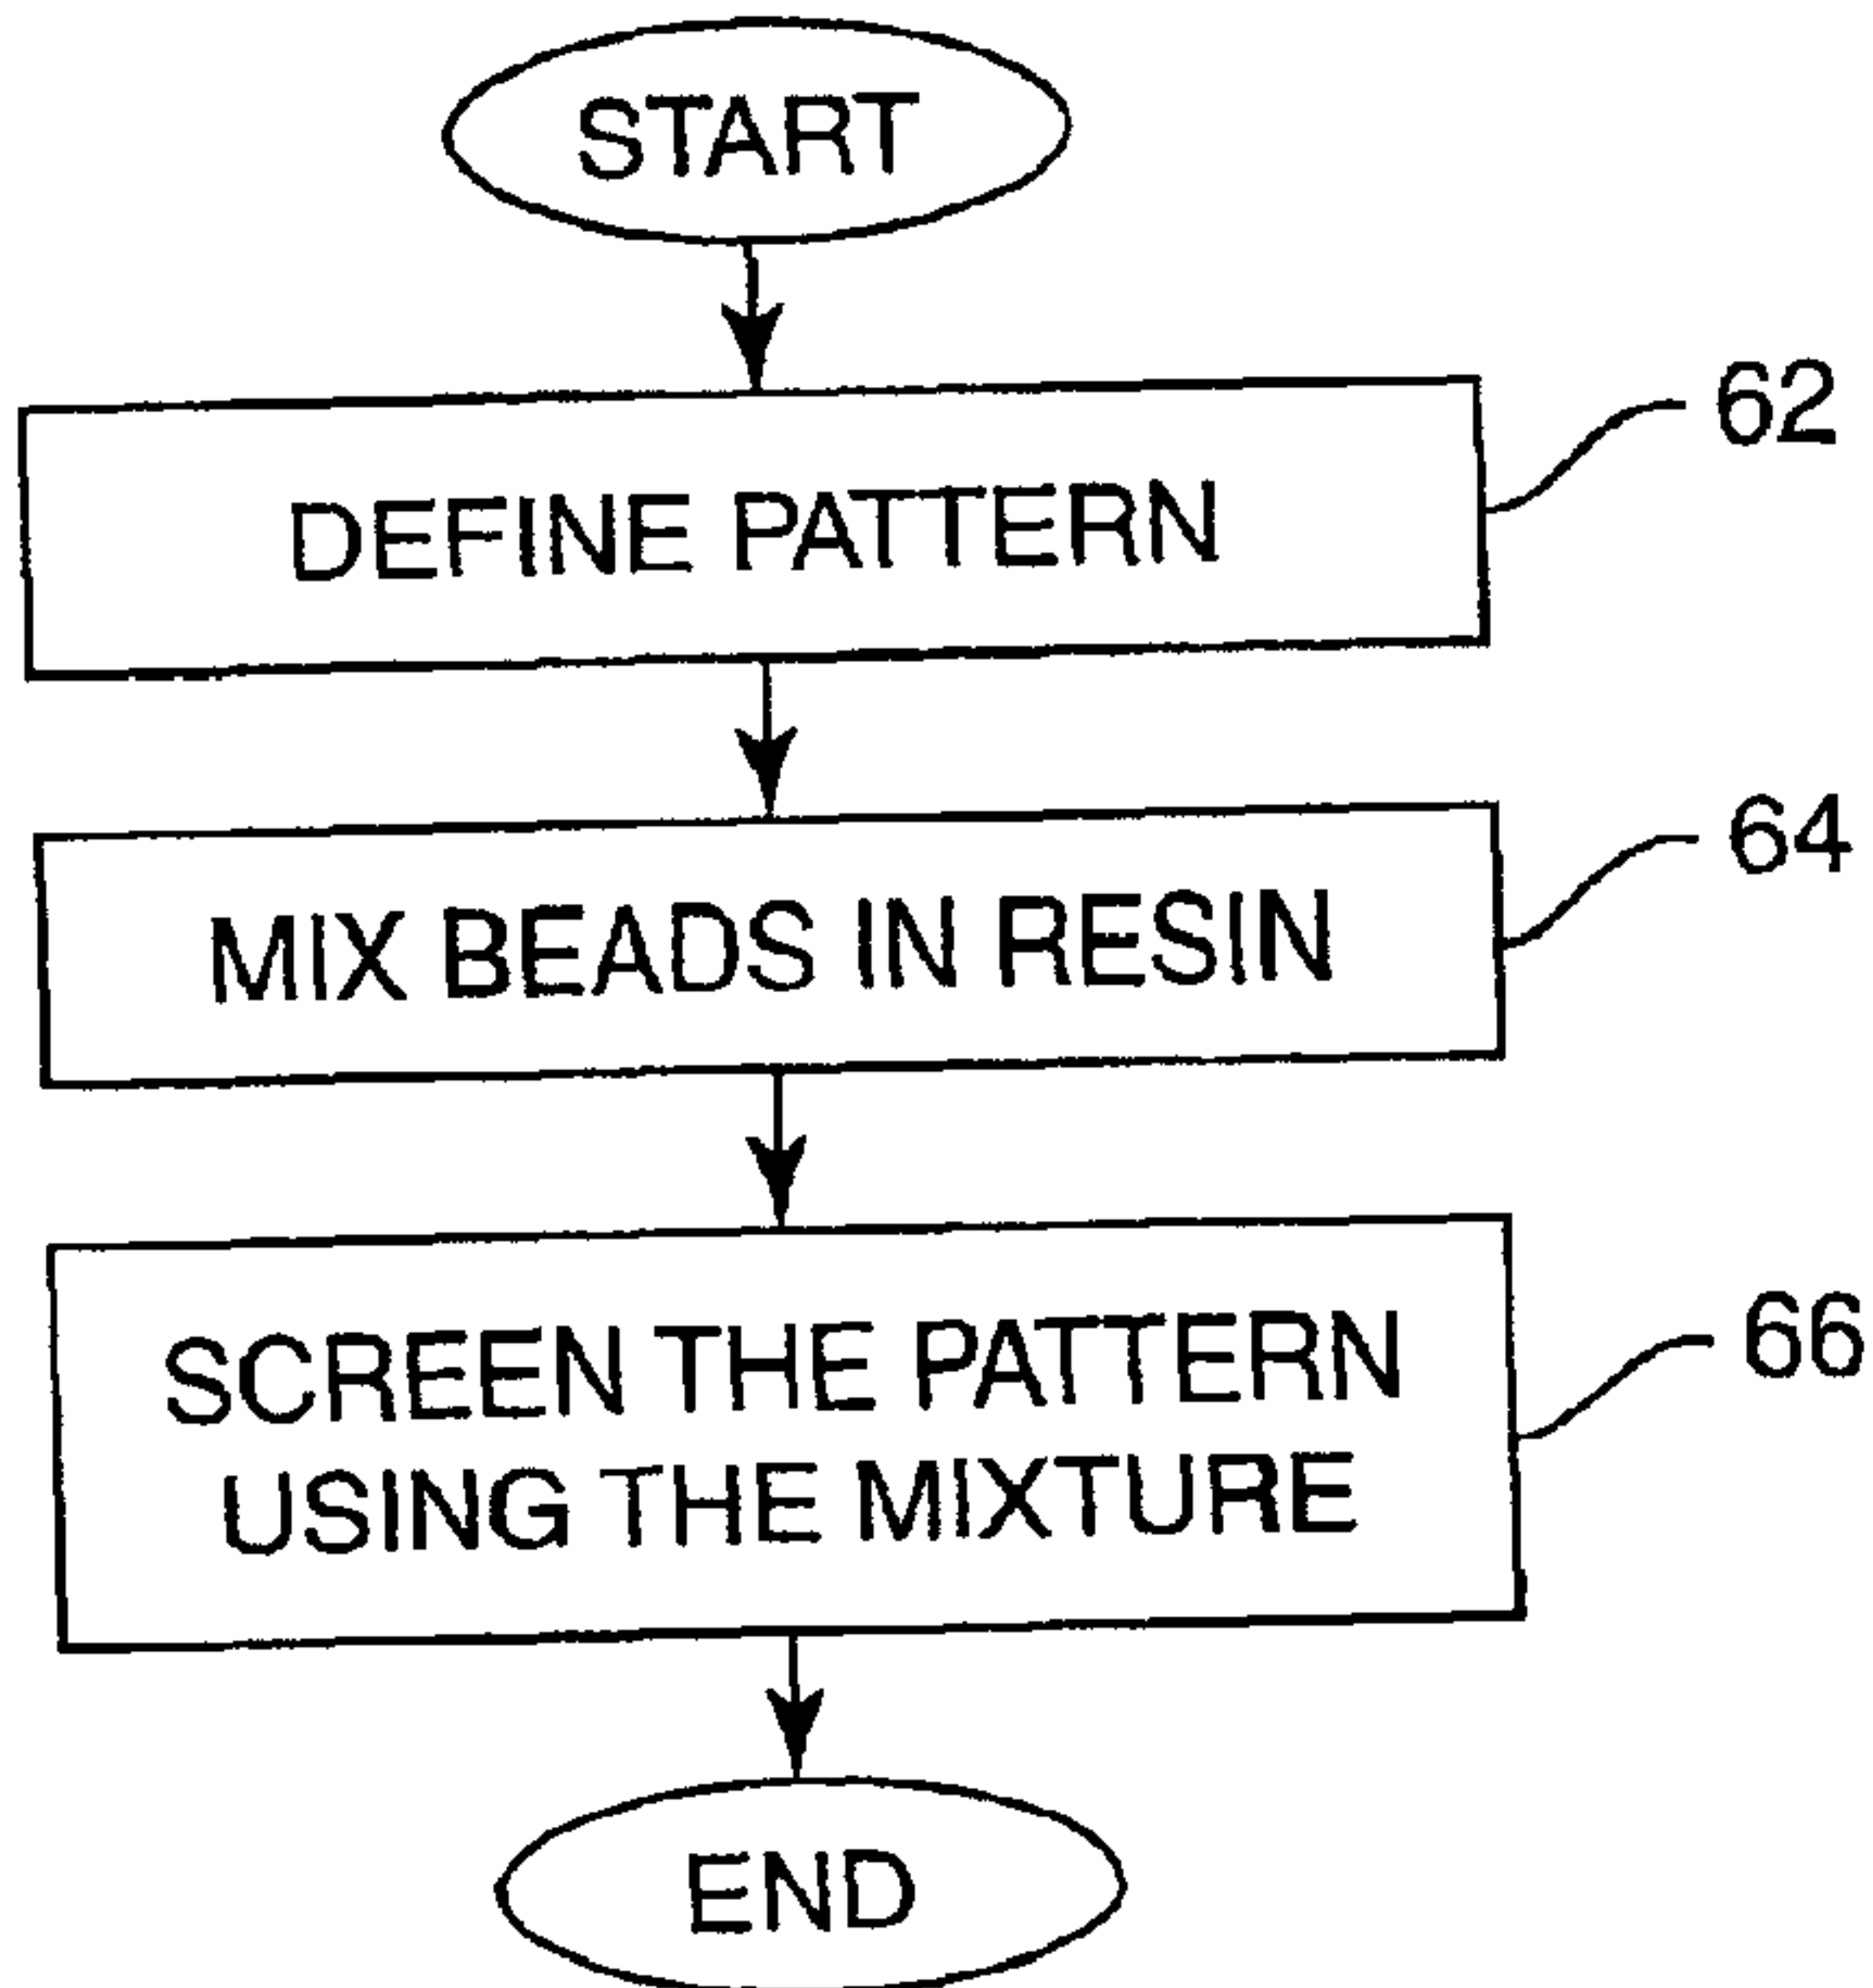 START
DEFINE PATTERN
62
MIX BEADS IN RESIN
64
SCREEN THE PATTERN
USING THE MIXTURE
66
END